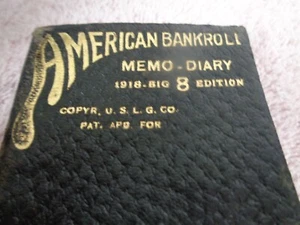 AMERICAN BANKROLL
MEMO-DIARY
1918-BIG 8 EDITION
COPYR. U.S.L.G.CO.
PAT. APD. FOR